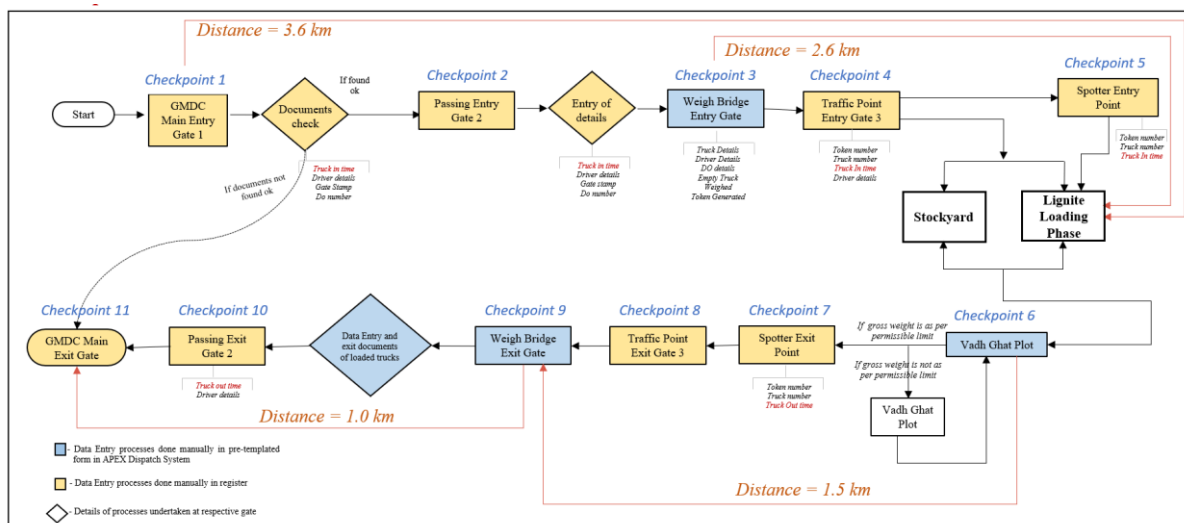 Distance = 3.6 km
Distance = 2.6 km
Checkpoint 1
Checkpoint 2
Checkpoint 3
Checkpoint 4
Checkpoint 5
Start
GMDC
Main Entry
Gate 1
Documents
check
If found
ok
Passing Entry
Gate 2
Entry of
details
Weigh Bridge
Entry Gate
Traffic Point
Entry Gate 3
Spotter Entry
Point
If documents not
found ok
Truck in time
Driver details
Gate Stamp
Do number
Truck in time
Driver details
Gate stamp
Do number
Truck Details
Driver Details
DO details
Empty Truck
Weighed
Token Generated
Token number
Truck number
Truck In time
Driver details
Token number
Truck number
Truck In time
Stockyard
Lignite
Loading
Phase
Checkpoint 11
Checkpoint 10
Checkpoint 9
Checkpoint 8
Checkpoint 7
Checkpoint 6
GMDC Main
Exit Gate
Passing Exit
Gate 2
Data Entry and
exit documents
of loaded trucks
Weigh Bridge
Exit Gate
Traffic Point
Exit Gate 3
Spotter Exit
Point
If gross weight is as per
permissible limit
If gross weight is not as
per permissible limit
Vadh Ghat Plot
Truck out time
Driver details
Token number
Truck number
Truck Out time
Vadh Ghat
Plot
Distance = 1.0 km
Distance = 1.5 km
- Data Entry processes done manually in pre-templated
form in APEX Dispatch System
- Data Entry processes done manually in register
- Details of processes undertaken at respective gate